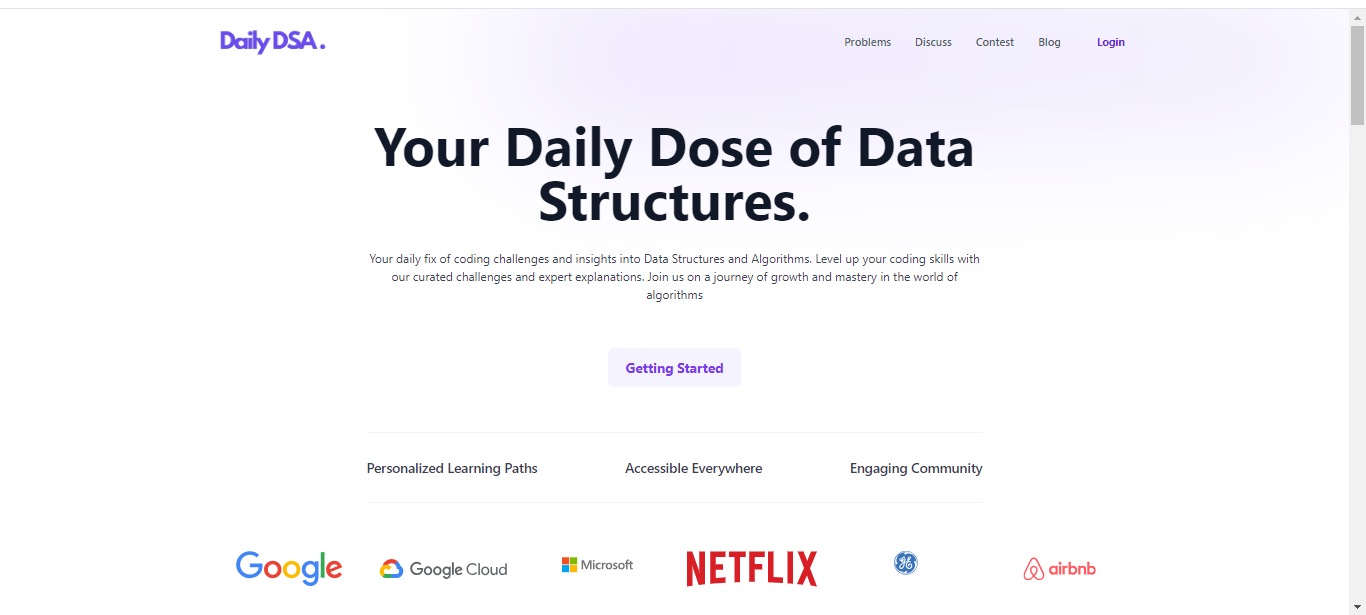 Daily DSA.
Problems Discuss Contest Blog Login
Your Daily Dose of Data
Structures.
Your daily fix of coding challenges and insights into Data Structures and Algorithms. Level up your coding skills with
our curated challenges and expert explanations. Join us on a journey of growth and mastery in the world of
algorithms
Getting Started
Personalized Learning Paths Accessible Everywhere Engaging Community
Google Google Cloud Microsoft NETFLIX GE airbnb